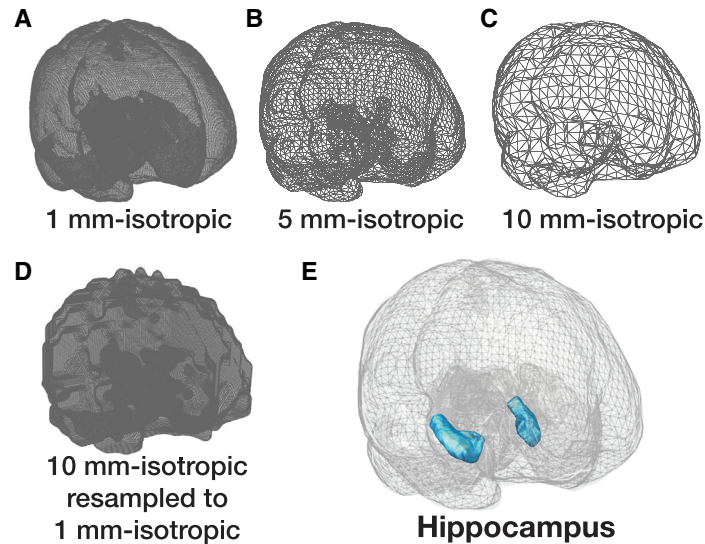 A
B
C
1 mm-isotropic
5 mm-isotropic
10 mm-isotropic
D
E
10 mm-isotropic
resampled to
1 mm-isotropic
Hippocampus